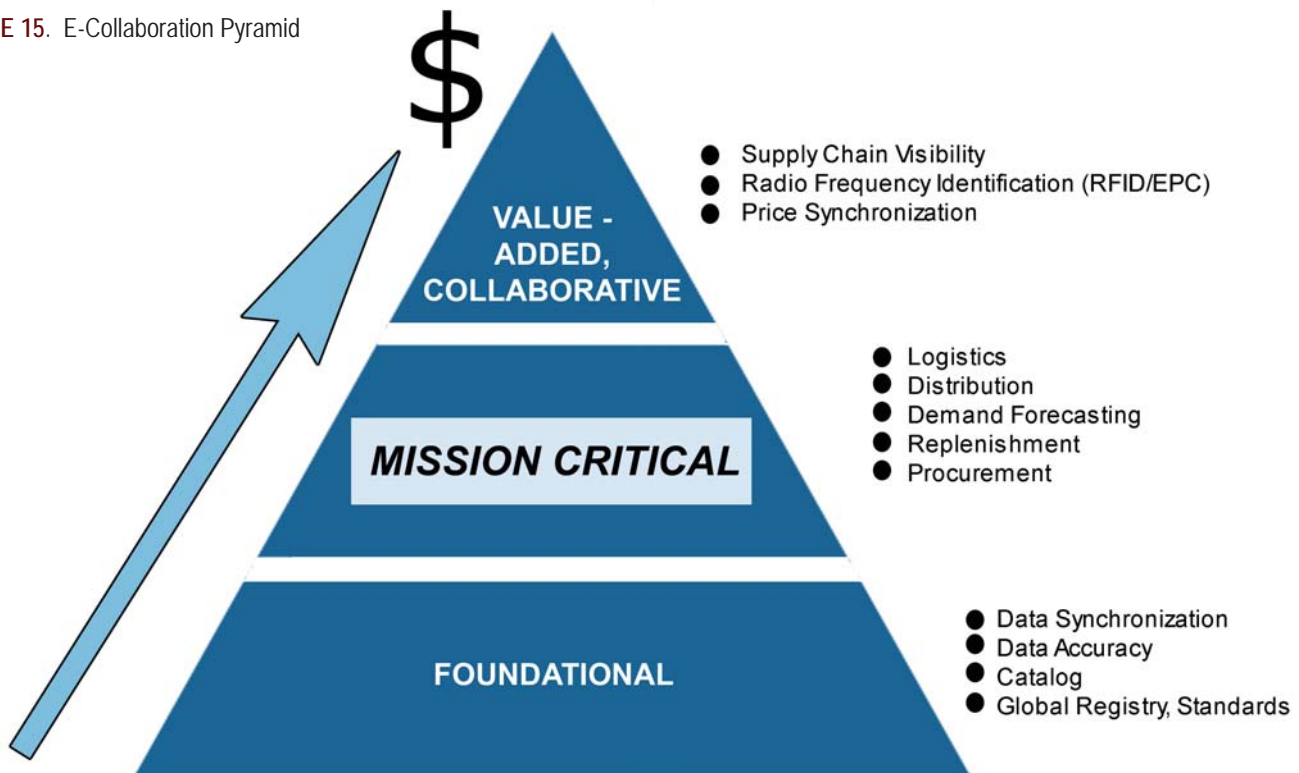 E 15. E-Collaboration Pyramid
$
VALUE -
ADDED,
COLLABORATIVE
● Supply Chain Visibility
● Radio Frequency Identification (RFID/EPC)
● Price Synchronization
MISSION CRITICAL
● Logistics
● Distribution
● Demand Forecasting
● Replenishment
● Procurement
FOUNDATIONAL
● Data Synchronization
● Data Accuracy
● Catalog
● Global Registry, Standards